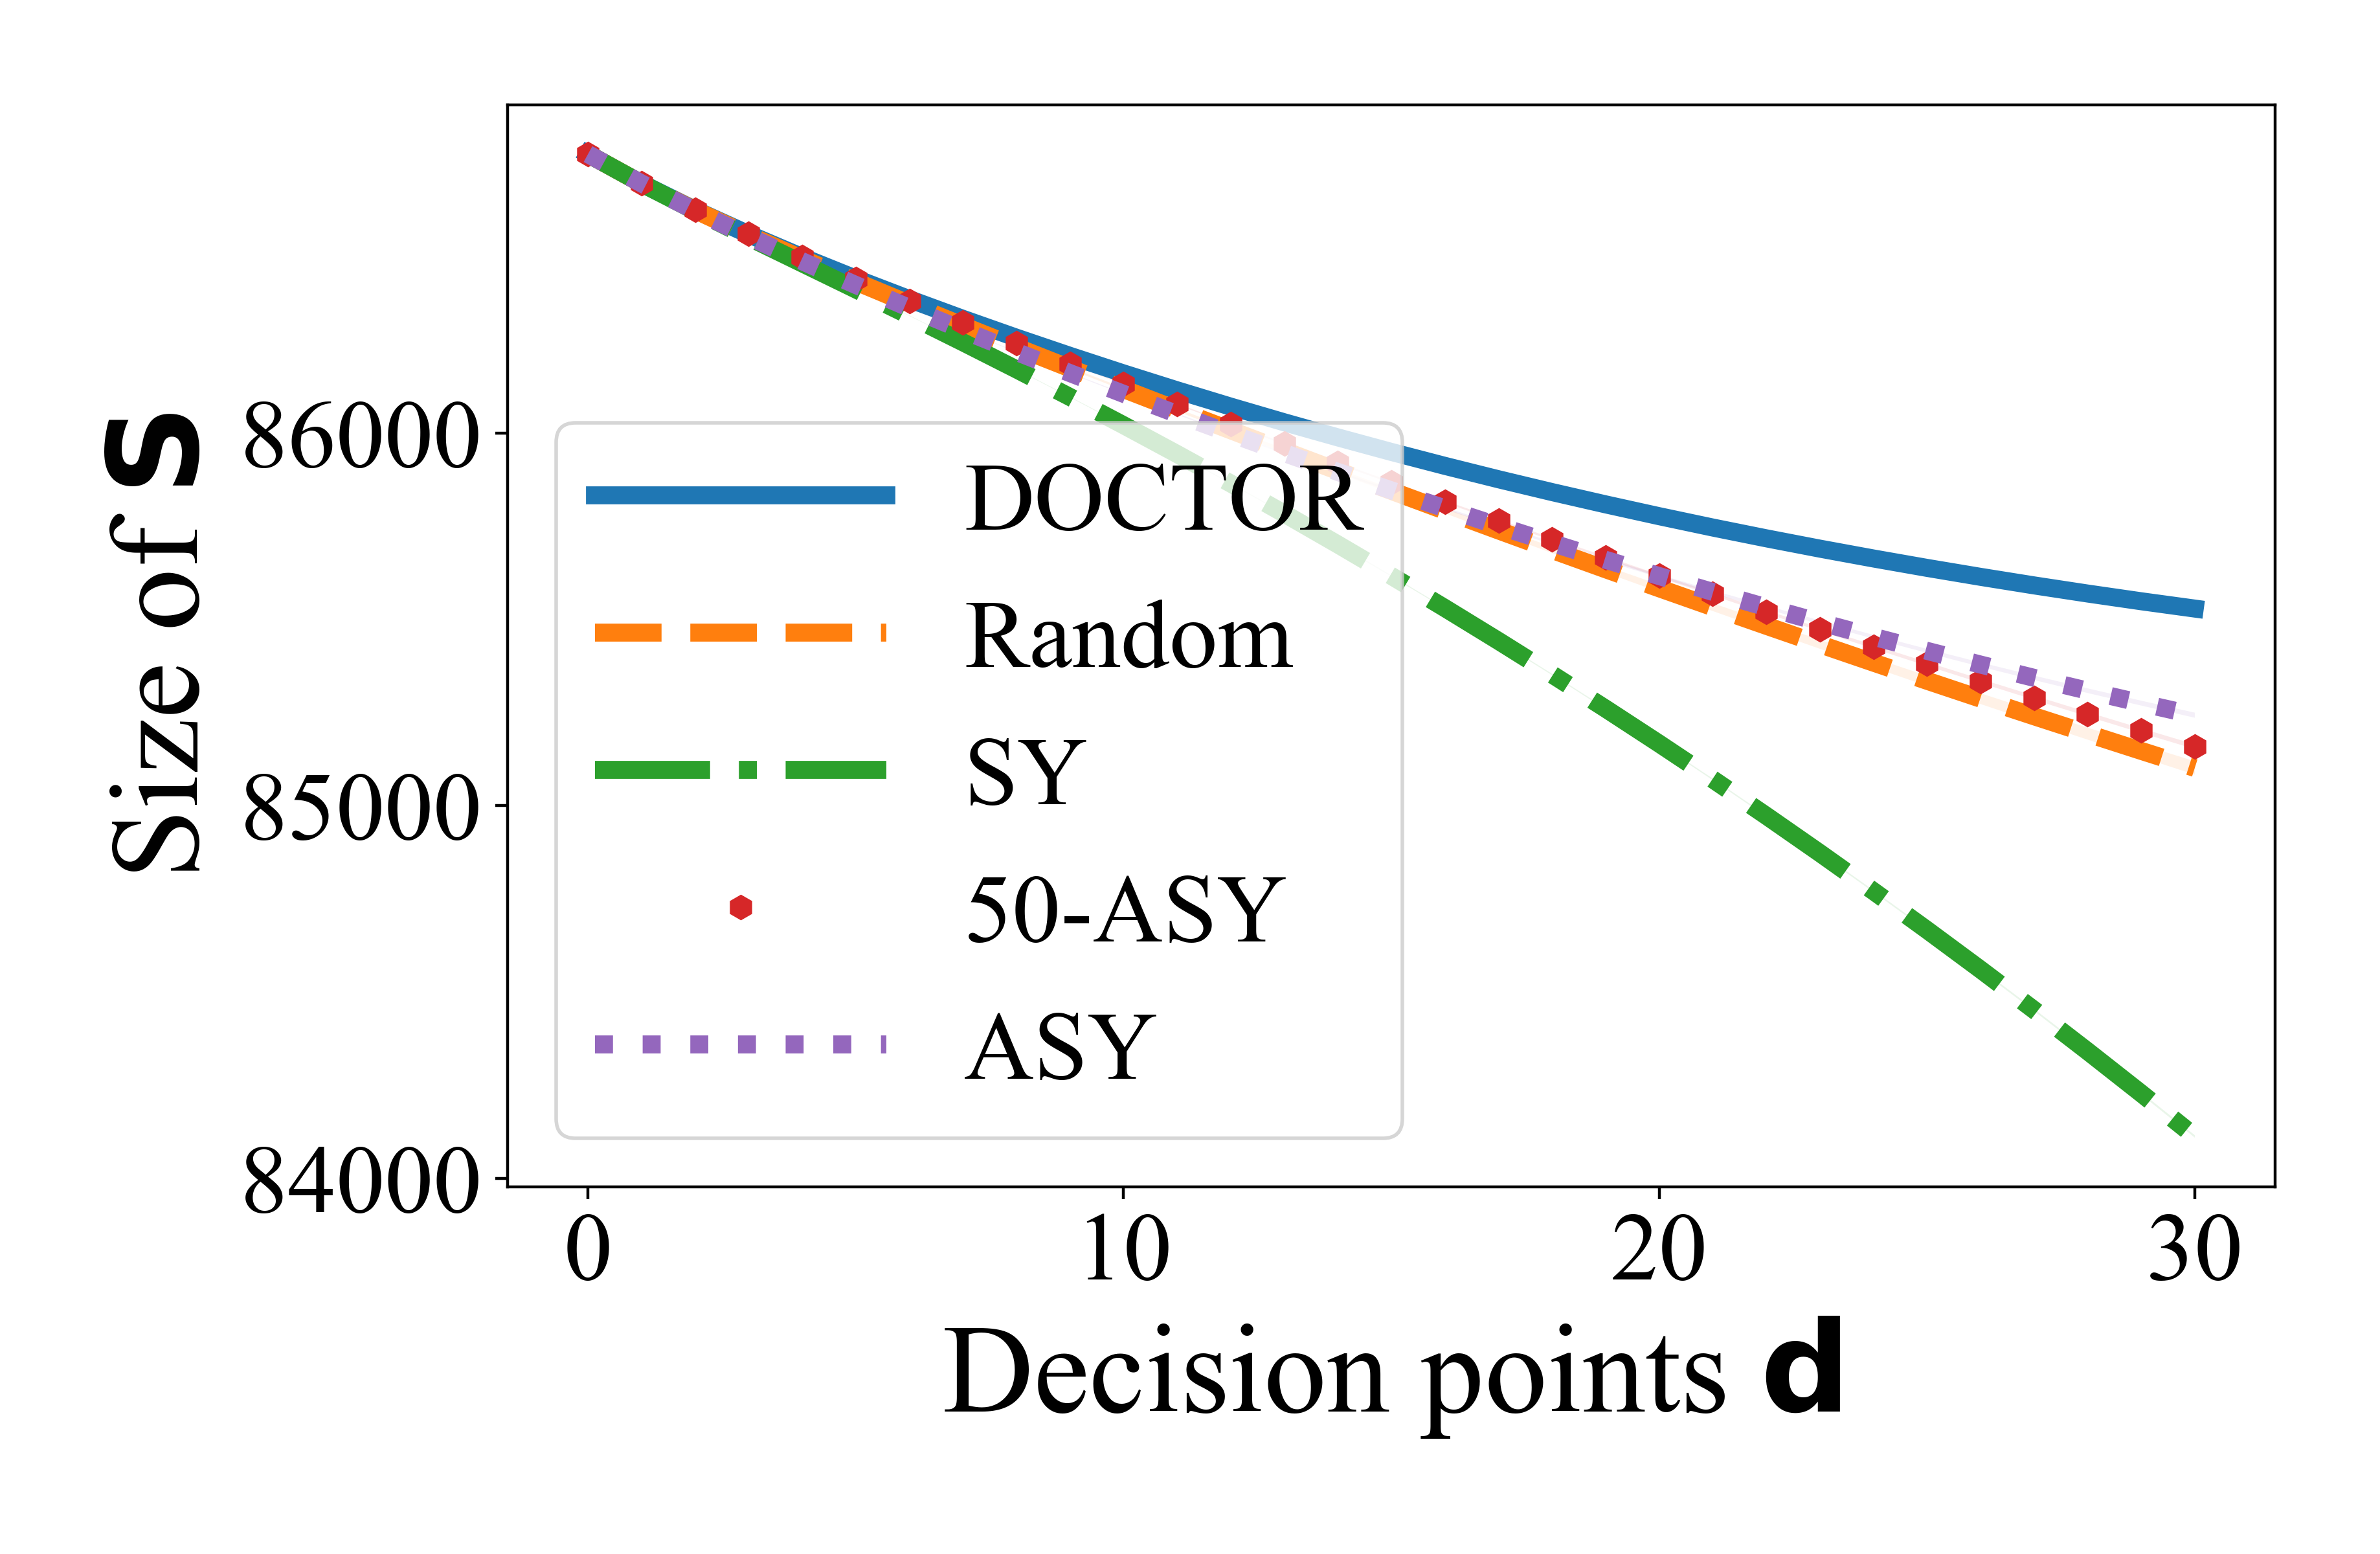 Size of S
86000
85000
84000
DOCTOR
Random
SY
50-ASY
ASY
0 10 20 30
Decision points d